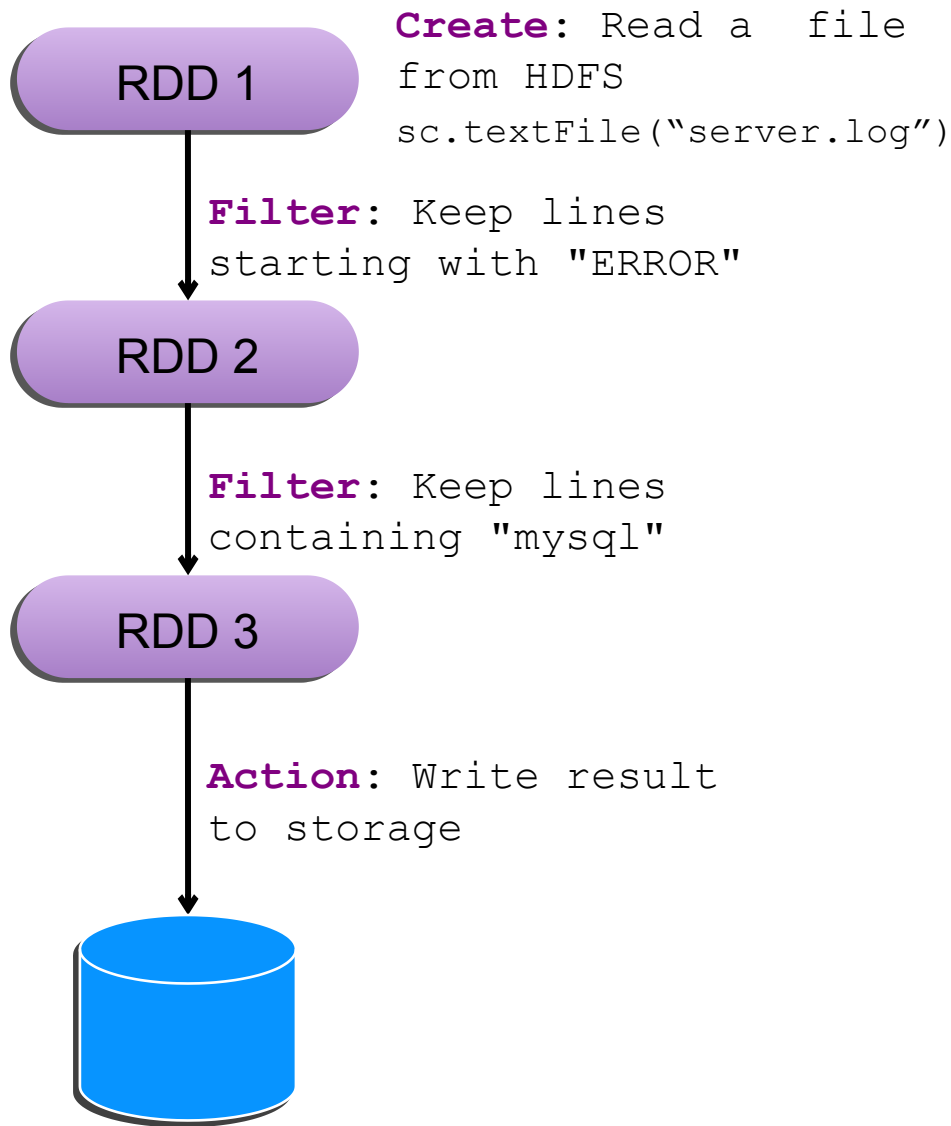 RDD 1
Create: Read a file
from HDFS
sc.textFile(“server.log”)
Filter: Keep lines
starting with "ERROR"
RDD 2
Filter: Keep lines
containing "mysql"
RDD 3
Action: Write result
to storage